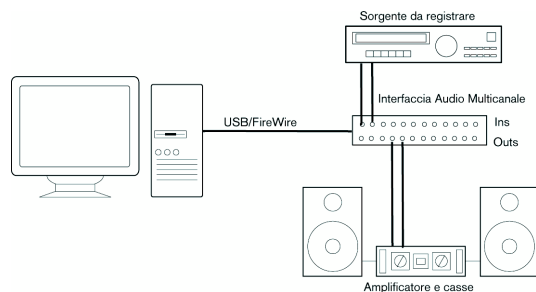 Sorgente da registrare
Interfaccia Audio Multicanale
USB/FireWire
Ins
Outs
Amplificatore e casse